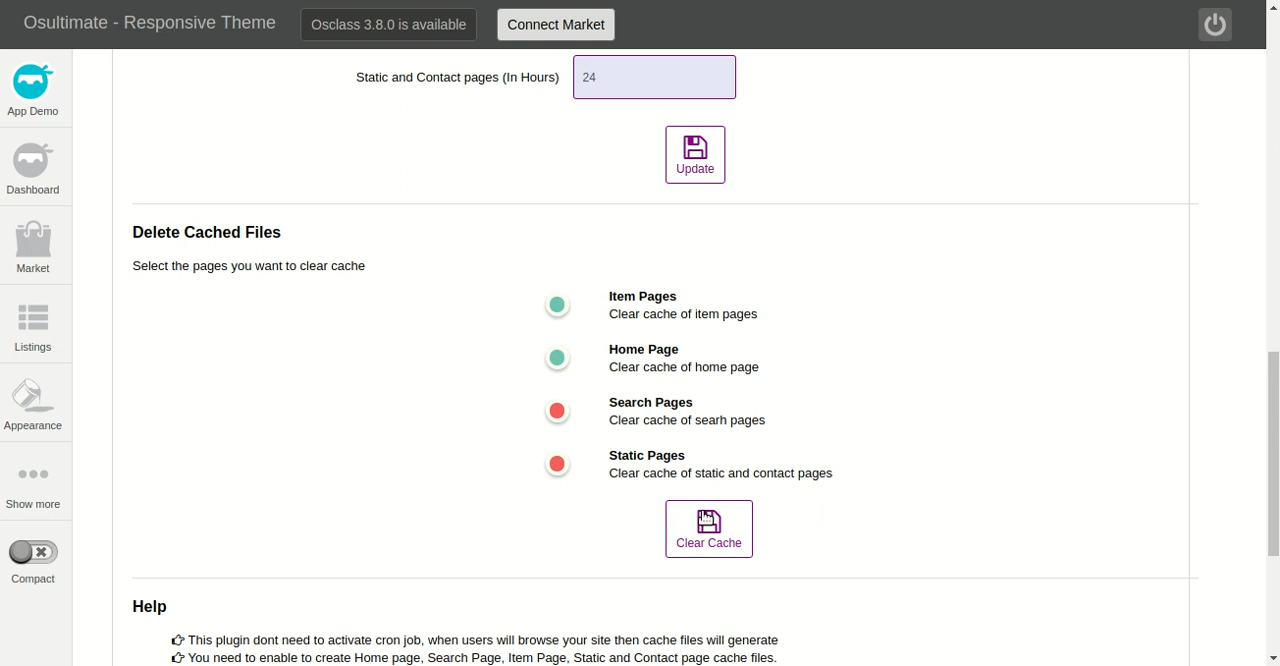 Osultimate - Responsive Theme
Osclass 3.8.0 is available
Connect Market
App Demo
Dashboard
Market
Listings
Appearance
Show more
Compact
Static and Contact pages (In Hours)
24
Update
Delete Cached Files
Select the pages you want to clear cache
Item Pages
Clear cache of item pages
Home Page
Clear cache of home page
Search Pages
Clear cache of searh pages
Static Pages
Clear cache of static and contact pages
Clear Cache
Help
This plugin dont need to activate cron job, when users will browse your site then cache files will generate
You need to enable to create Home page, Search Page, Item Page, Static and Contact page cache files.